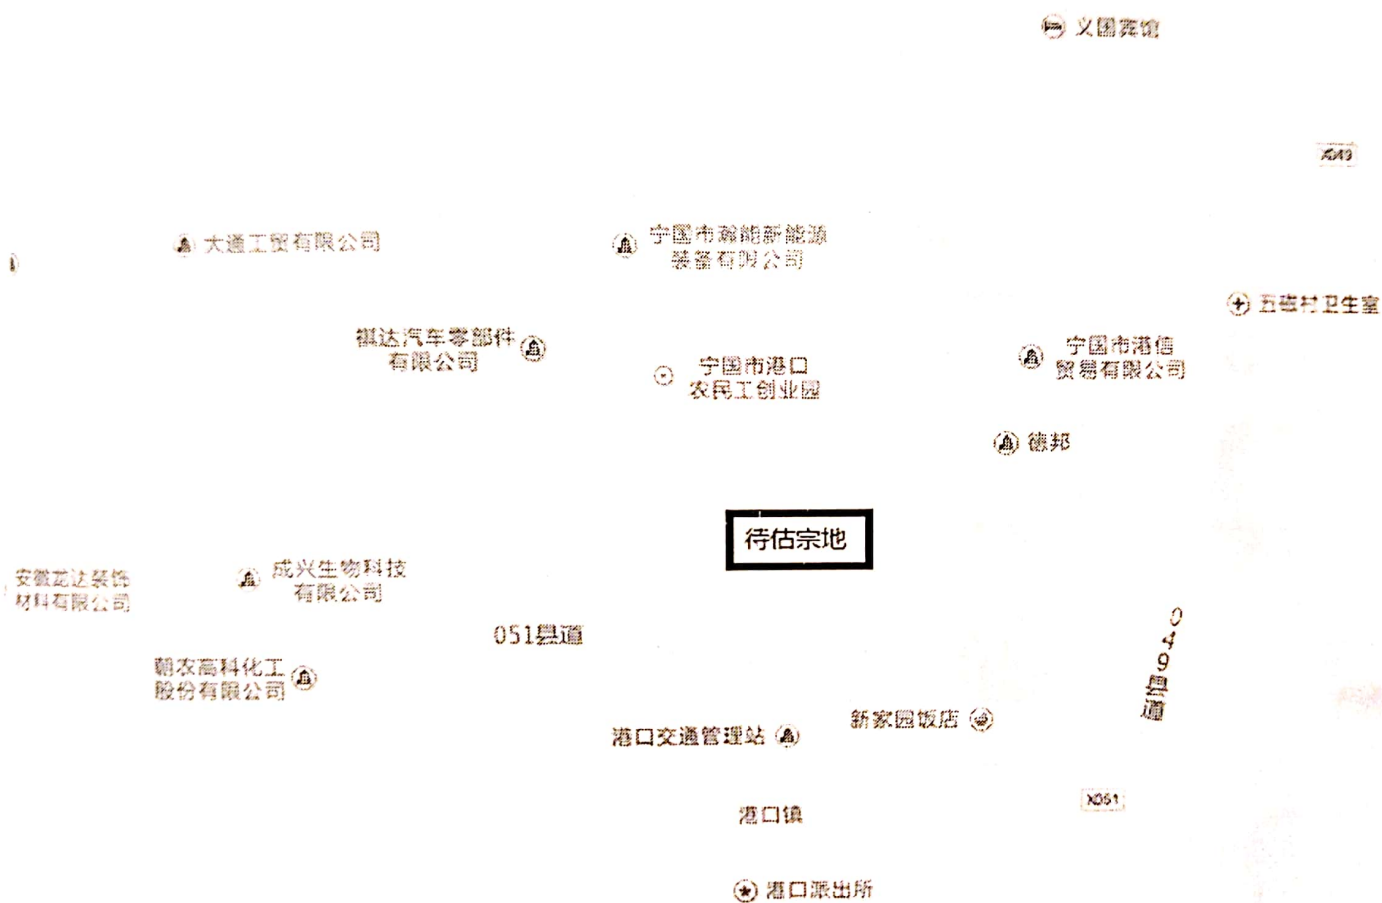 义国宾馆
X049
大通工贸有限公司
宁国市瀚能新能源
装备有限公司
五磁村卫生室
祺达汽车零部件
有限公司
宁国市港口
农民工创业园
宁国市港信
贸易有限公司
德邦
待估宗地
安徽龙达装饰
材料有限公司
成兴生物科技
有限公司
051县道
049县道
朝农高科化工
股份有限公司
港口交通管理站
新家园饭店
X051
港口镇
港口派出所